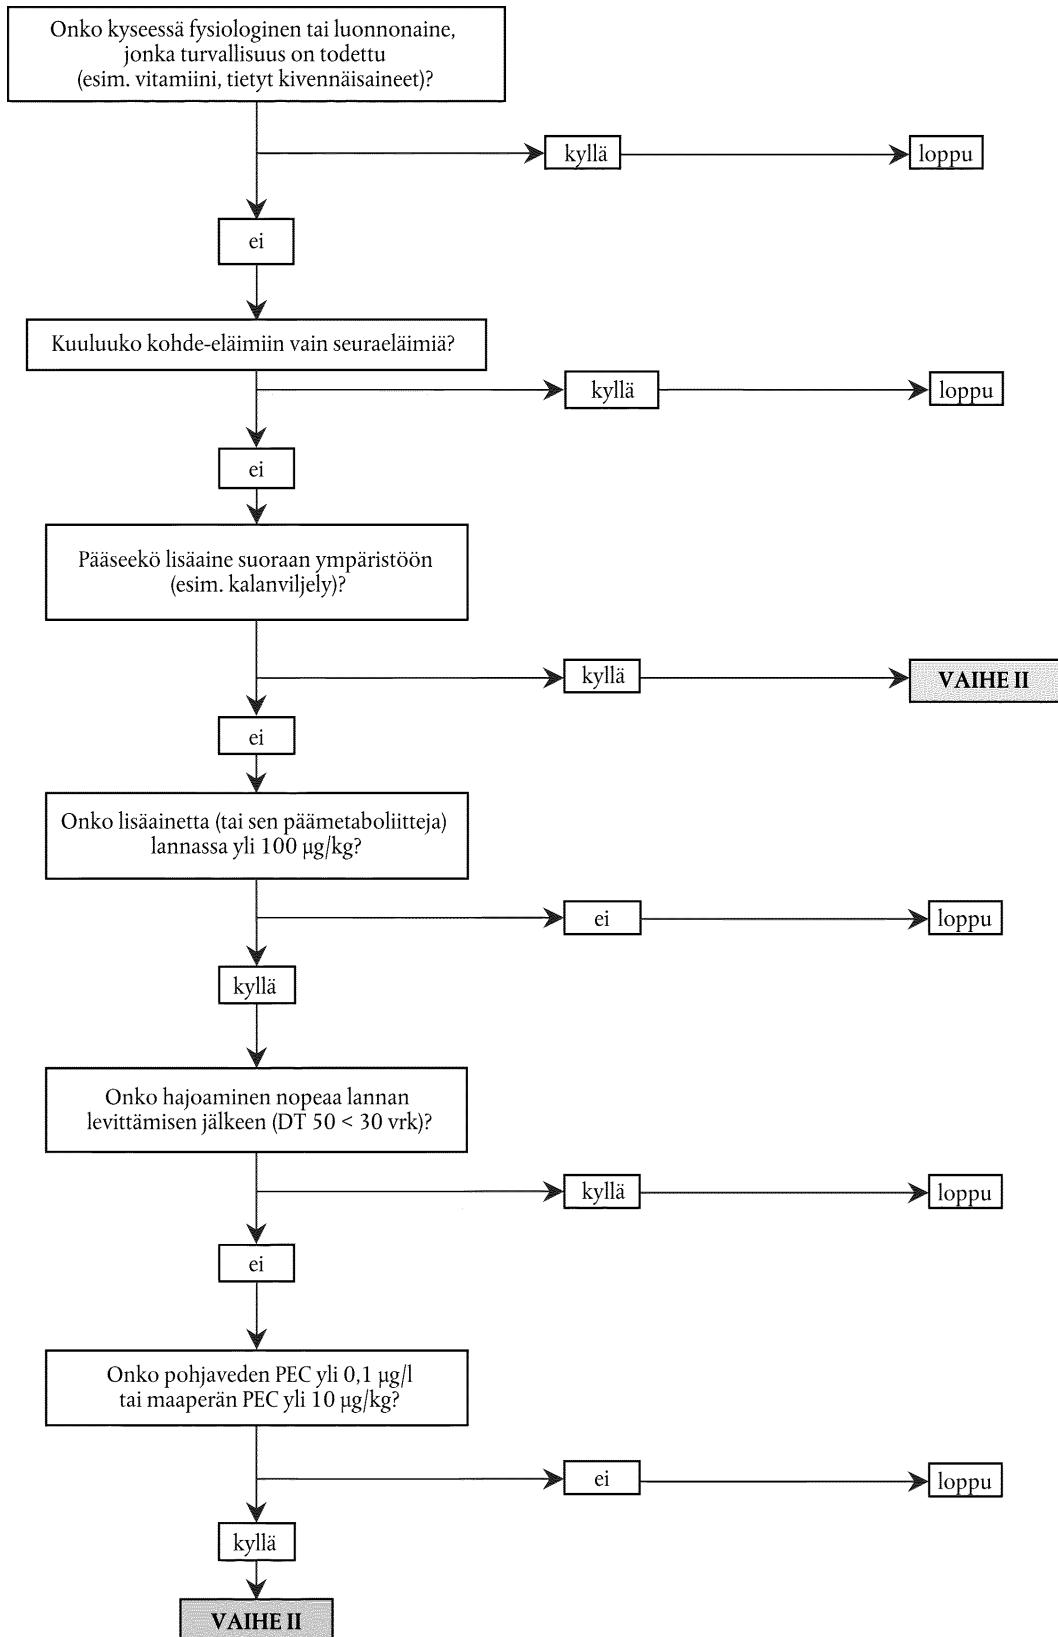 Onko kyseessä fysiologinen tai luonnonaine,
jonka turvallisuus on todettu
(esim. vitamiini, tietyt kivennäisaineet)?
kyllä
loppu
ei
Kuuluuko kohde-eläimiin vain seuraeläimiä?
kyllä
loppu
ei
Pääseekö lisäaine suoraan ympäristöön
(esim. kalanviljely)?
kyllä
VAIHE II
ei
Onko lisäainetta (tai sen päämetaboliitteja)
lannassa yli 100 µg/kg?
ei
loppu
kyllä
Onko hajoaminen nopeaa lannan
levittämisen jälkeen (DT 50 < 30 vrk)?
kyllä
loppu
ei
Onko pohjaveden PEC yli 0,1 µg/l
tai maaperän PEC yli 10 µg/kg?
ei
loppu
kyllä
VAIHE II